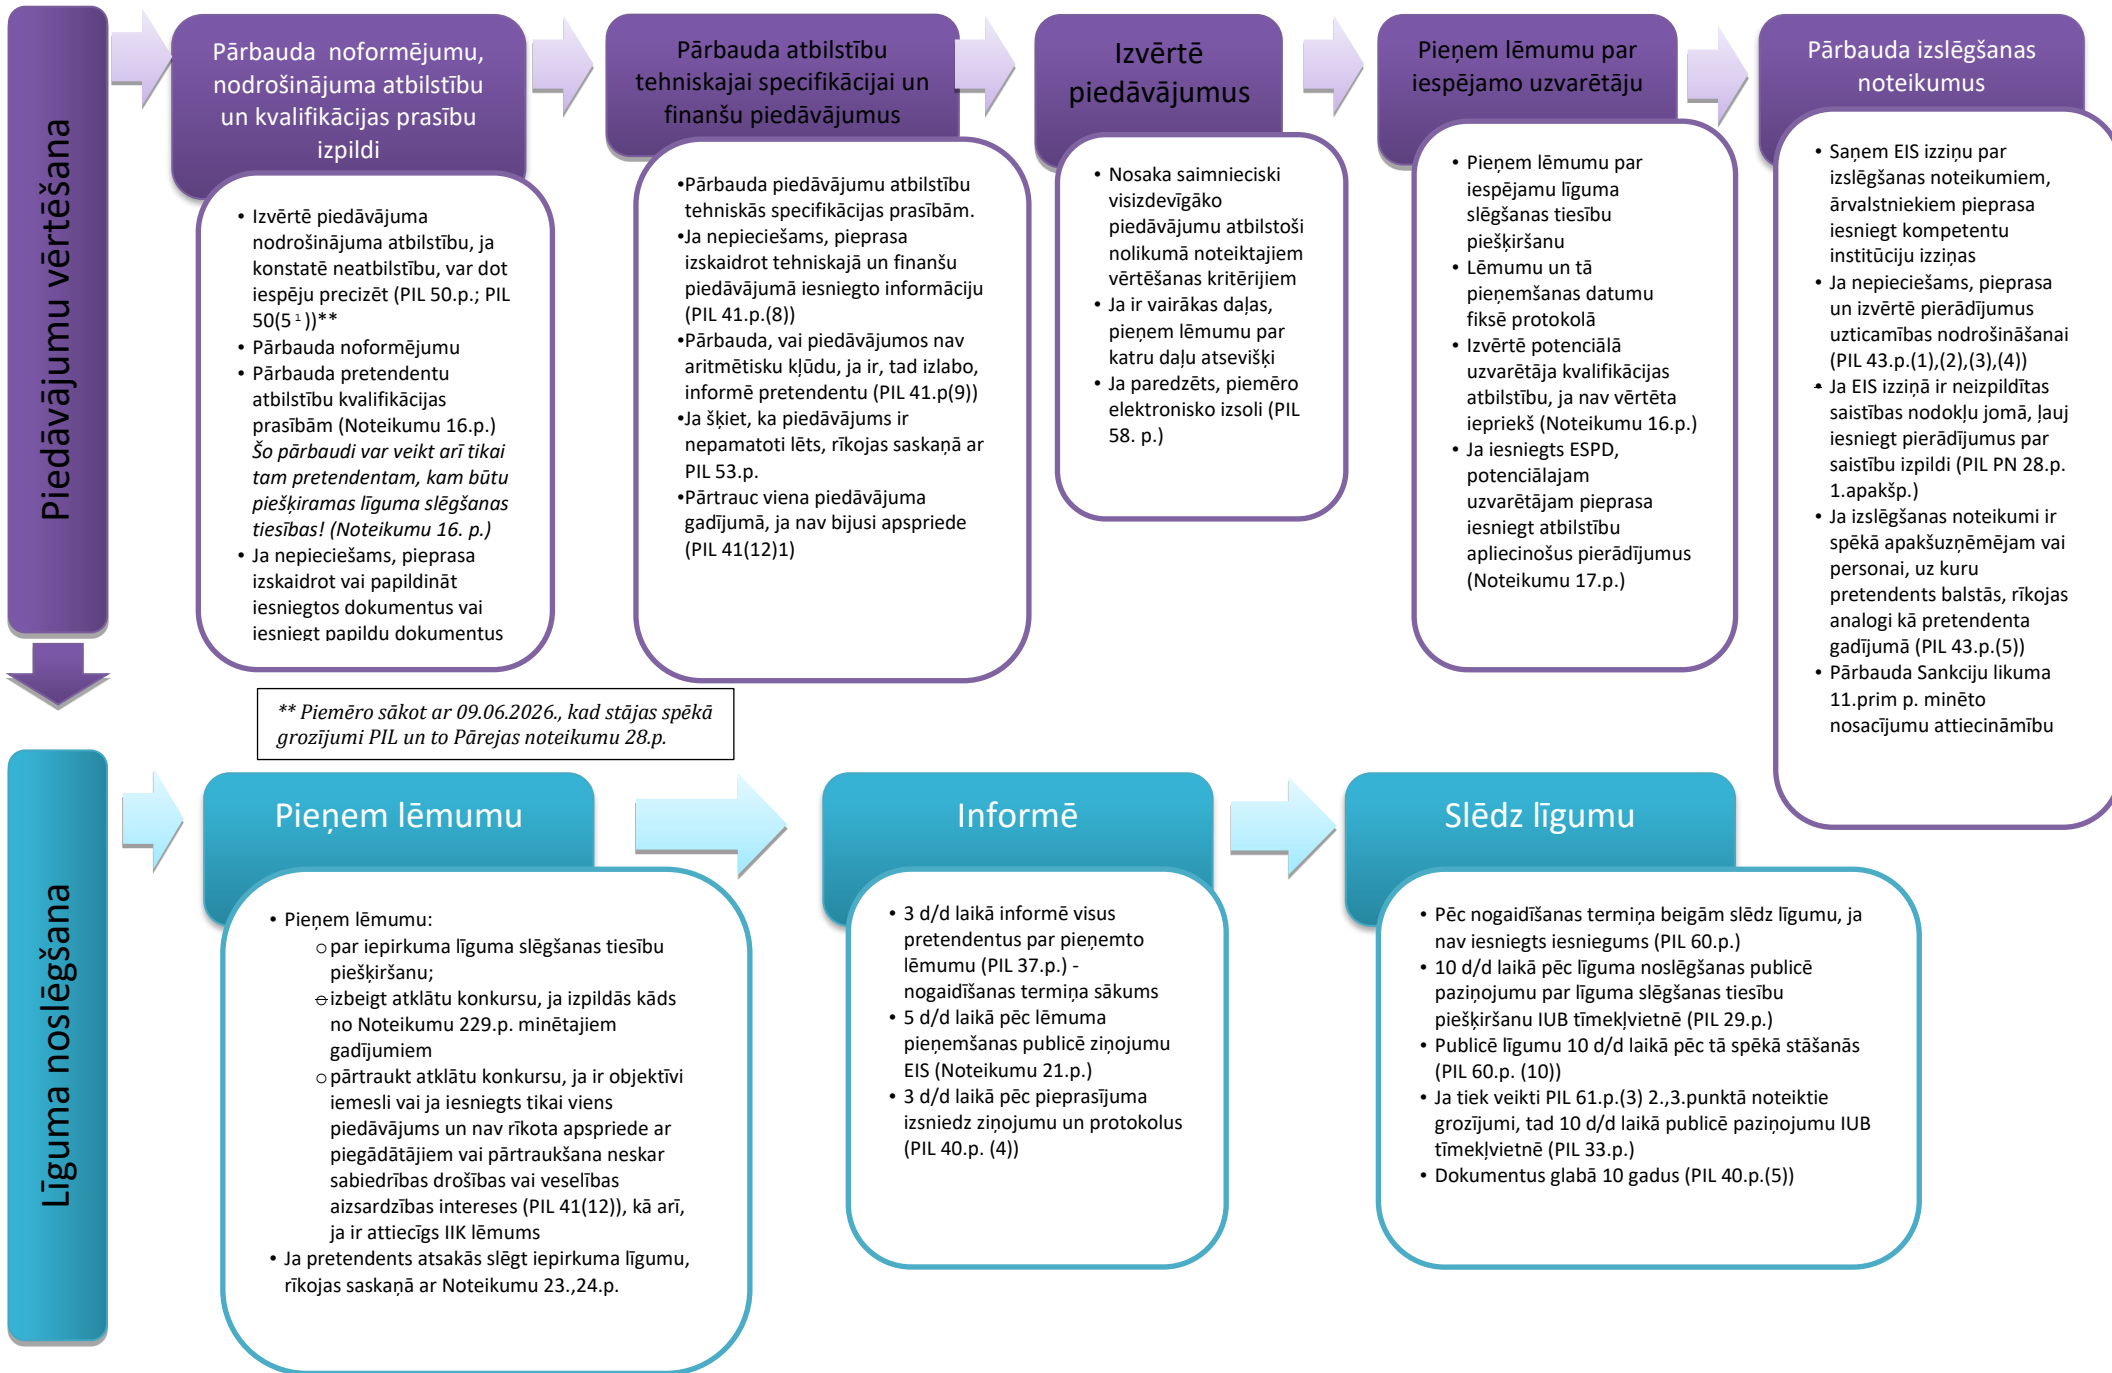 Piedāvājumu vērtēšana
Pārbauda noformējumu,
nodrošinājuma atbilstību
un kvalifikācijas prasību
izpildi
• Izvērtē piedāvājuma
nodrošinājuma atbilstību, ja
konstatē neatbilstību, var dot
iespēju precizēt (PIL 50.p.; PIL
50(5 ¹ ))**
• Pārbauda noformējumu
• Pārbauda pretendentu
atbilstību kvalifikācijas
prasībām (Noteikumu 16.p.)
Šo pārbaudi var veikt arī tikai
tam pretendentam, kam būtu
piešķiramas līguma slēgšanas
tiesības! (Noteikumu 16. p.)
• Ja nepieciešams, pieprasa
izskaidrot vai papildināt
iesniegtos dokumentus vai
iesniegt papildu dokumentus
Pārbauda atbilstību
tehniskajai specifikācijai un
finanšu piedāvājumus
•Pārbauda piedāvājumu atbilstību
tehniskās specifikācijas prasībām.
•Ja nepieciešams, pieprasa
izskaidrot tehniskajā un finanšu
piedāvājumā iesniegto informāciju
(PIL 41.p.(8))
•Pārbauda, vai piedāvājumos nav
aritmētisku kļūdu, ja ir, tad izlabo,
informē pretendentu (PIL 41.p(9))
•Ja šķiet, ka piedāvājums ir
nepamatoti lēts, rīkojas saskaņā ar
PIL 53.p.
•Pārtrauc viena piedāvājuma
gadījumā, ja nav bijusi apspriede
(PIL 41(12)1)
Izvērtē
piedāvājumus
• Nosaka saimnieciski
visizdevīgāko
piedāvājumu atbilstoši
nolikumā noteiktajiem
vērtēšanas kritērijiem
• Ja ir vairākas daļas,
pieņem lēmumu par
katru daļu atsevišķi
• Ja paredzēts, piemēro
elektronisko izsoli (PIL
58. p.)
Pieņem lēmumu par
iespējamo uzvarētāju
• Pieņem lēmumu par
iespējamu līguma
slēgšanas tiesību
piešķiršanu
• Lēmumu un tā
pieņemšanas datumu
fiksē protokolā
• Izvērtē potenciālā
uzvarētāja kvalifikācijas
atbilstību, ja nav vērtēta
iepriekš (Noteikumu 16.p.)
• Ja iesniegts ESPD,
potenciālajam
uzvarētājam pieprasa
iesniegt atbilstību
apliecinošus pierādījumus
(Noteikumu 17.p.)
Pārbauda izslēgšanas
noteikumus
• Saņem EIS izziņu par
izslēgšanas noteikumiem,
ārvalstniekiem pieprasa
iesniegt kompetentu
institūciju izziņas
• Ja nepieciešams, pieprasa
un izvērtē pierādījumus
uzticamības nodrošināšanai
(PIL 43.p.(1),(2),(3),(4))
• Ja EIS izziņā ir neizpildītas
saistības nodokļu jomā, ļauj
iesniegt pierādījumus par
saistību izpildi (PIL PN 28.p.
1.apakšp.)
• Ja izslēgšanas noteikumi ir
spēkā apakšuzņēmējam vai
personai, uz kuru
pretendents balstās, rīkojas
analogi kā pretendenta
gadījumā (PIL 43.p.(5))
• Pārbauda Sankciju likuma
11.prim p. minēto
nosacījumu attiecināmību
** Piemēro sākot ar 09.06.2026., kad stājas spēkā
grozījumi PIL un to Pārejas noteikumu 28.p.
Līguma noslēgšana
Pieņem lēmumu
• Pieņem lēmumu:
o par iepirkuma līguma slēgšanas tiesību
piešķiršanu;
o izbeigt atklātu konkursu, ja izpildās kāds
no Noteikumu 229.p. minētajiem
gadījumiem
o pārtraukt atklātu konkursu, ja ir objektīvi
iemesli vai ja iesniegts tikai viens
piedāvājums un nav rīkota apspriede ar
piegādātājiem vai pārtraukšana neskar
sabiedrības drošības vai veselības
aizsardzības intereses (PIL 41(12)), kā arī,
ja ir attiecīgs IIK lēmums
• Ja pretendents atsakās slēgt iepirkuma līgumu,
rīkojas saskaņā ar Noteikumu 23.,24.p.
Informē
• 3 d/d laikā informē visus
pretendentus par pieņemto
lēmumu (PIL 37.p.) -
nogaidīšanas termiņa sākums
• 5 d/d laikā pēc lēmuma
pieņemšanas publicē ziņojumu
EIS (Noteikumu 21.p.)
• 3 d/d laikā pēc pieprasījuma
izsniedz ziņojumu un protokolus
(PIL 40.p. (4))
Slēdz līgumu
• Pēc nogaidīšanas termiņa beigām slēdz līgumu, ja
nav iesniegts iesniegums (PIL 60.p.)
• 10 d/d laikā pēc līguma noslēgšanas publicē
paziņojumu par līguma slēgšanas tiesību
piešķiršanu IUB tīmekļvietnē (PIL 29.p.)
• Publicē līgumu 10 d/d laikā pēc tā spēkā stāšanās
(PIL 60.p. (10))
• Ja tiek veikti PIL 61.p.(3) 2.,3.punktā noteiktie
grozījumi, tad 10 d/d laikā publicē paziņojumu IUB
tīmekļvietnē (PIL 33.p.)
• Dokumentus glabā 10 gadus (PIL 40.p.(5))